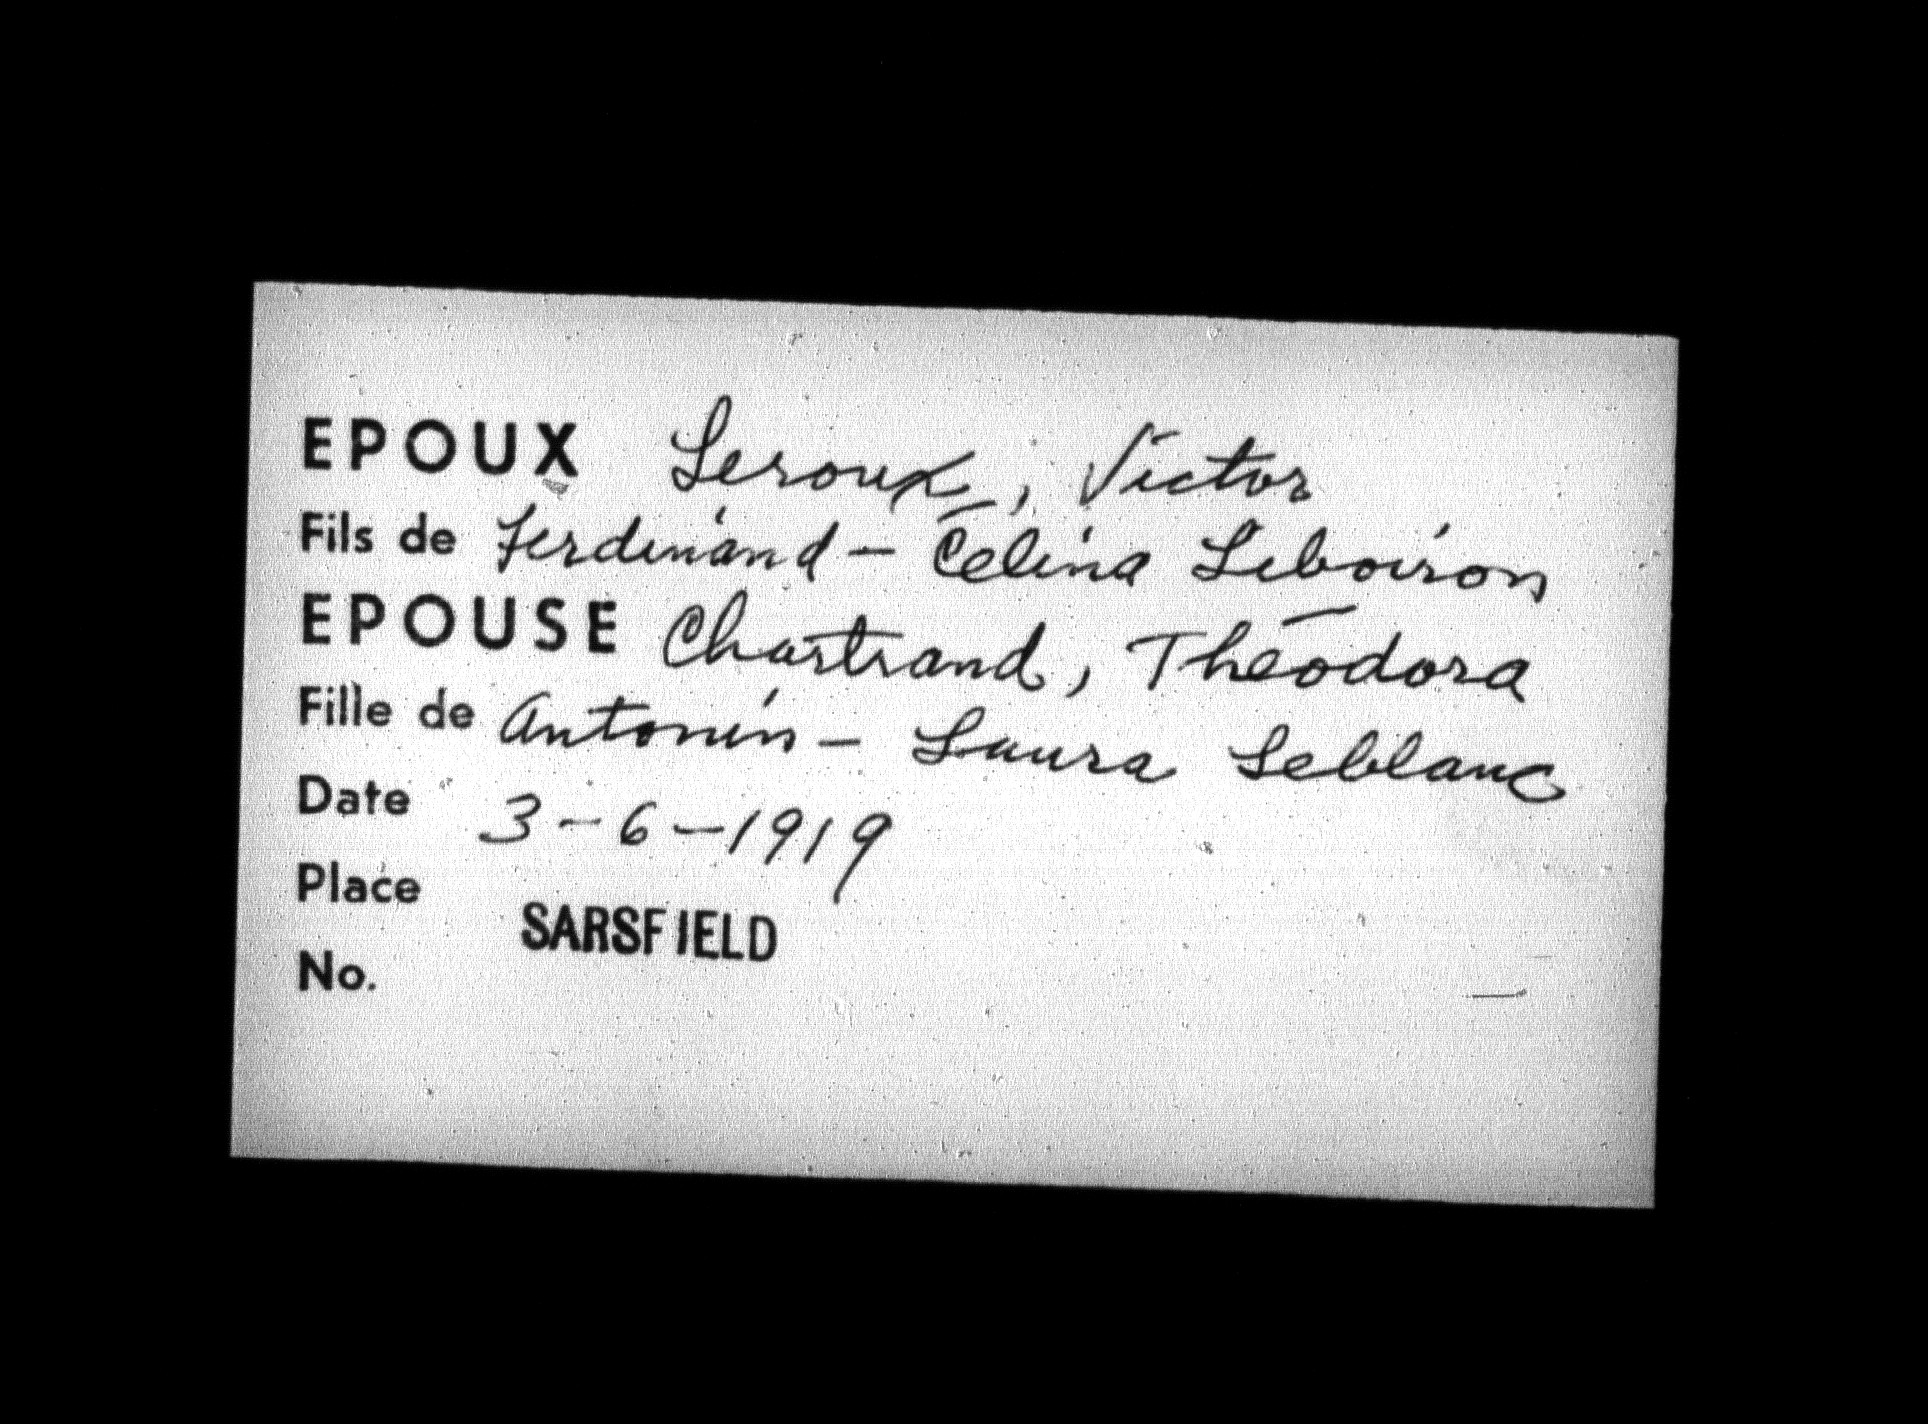 EPOUX Leroux, Victor
Fils de Ferdinand - Célina Leboiron
EPOUSE Chartrand, Théodora
Fille de Antonin - Laura Leblanc
Date 3-6-1919
Place SARSFIELD
No.